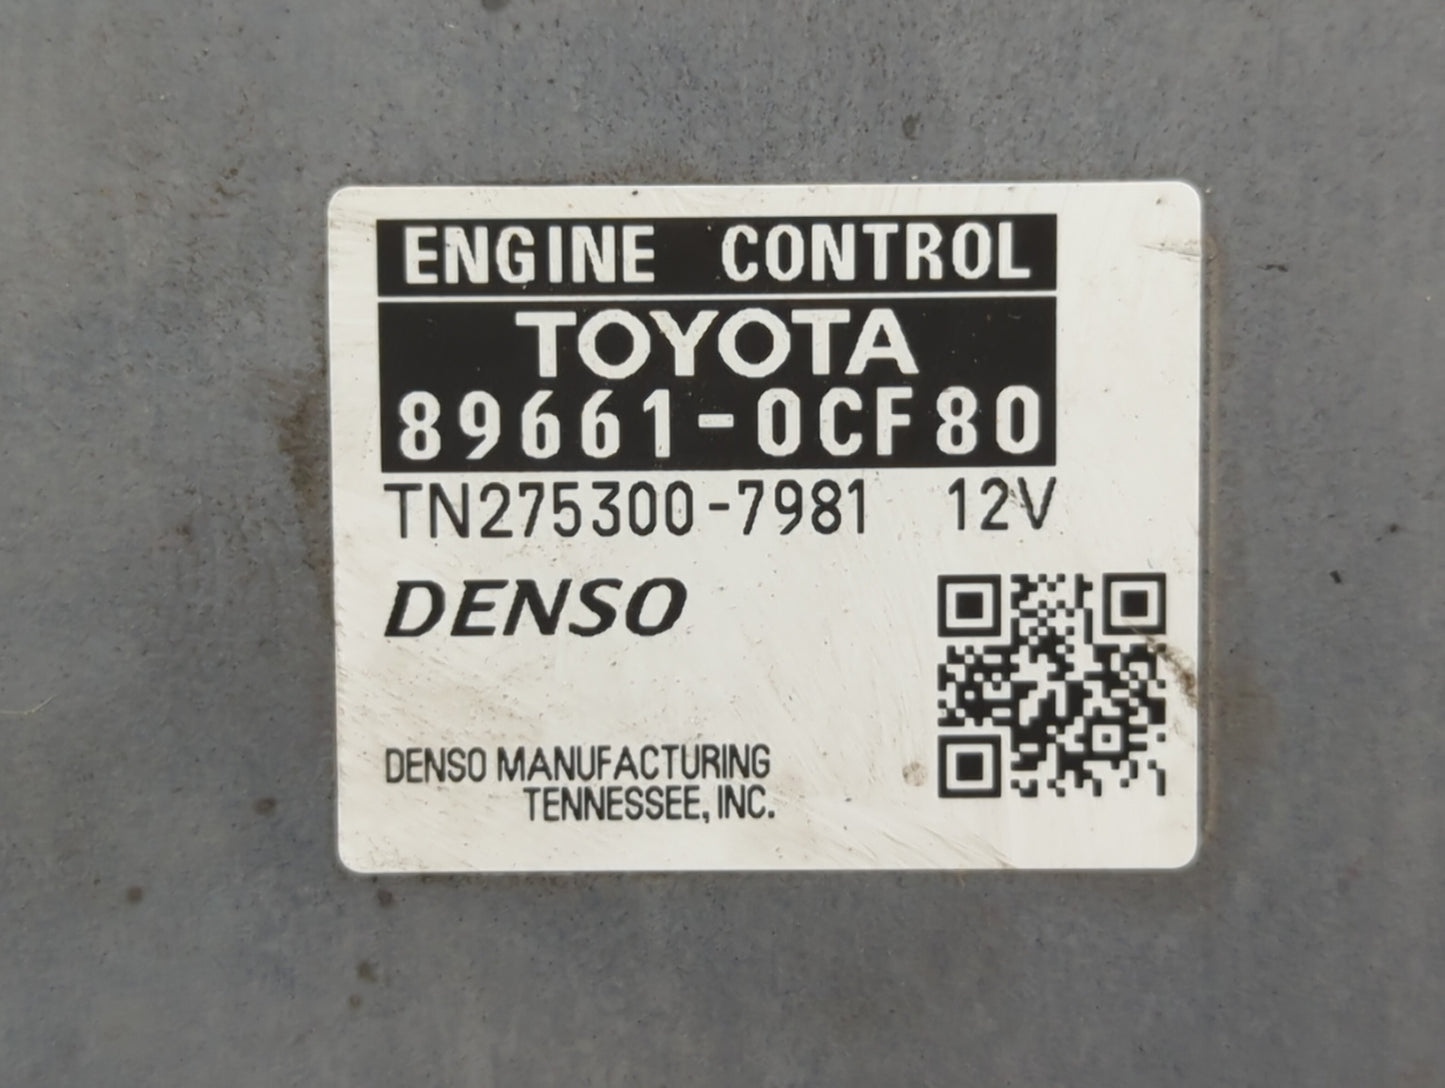 ENGINE CONTROL
TOYOTA
89661-0CF80
TN275300-7981 12V
DENSO
DENSO MANUFACTURING
TENNESSEE, INC.